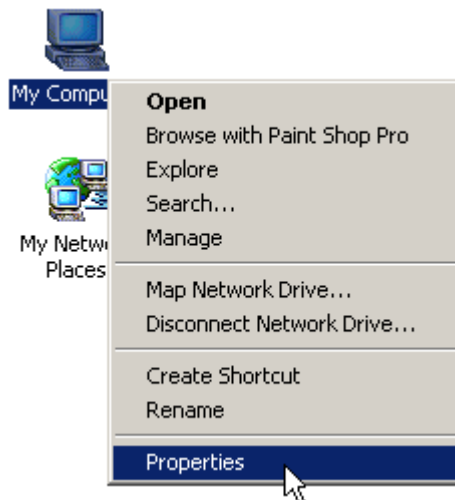 My Compu
Open
Browse with Paint Shop Pro
Explore
Search...
Manage
My Netw
Places
Map Network Drive...
Disconnect Network Drive...
Create Shortcut
Rename
Properties